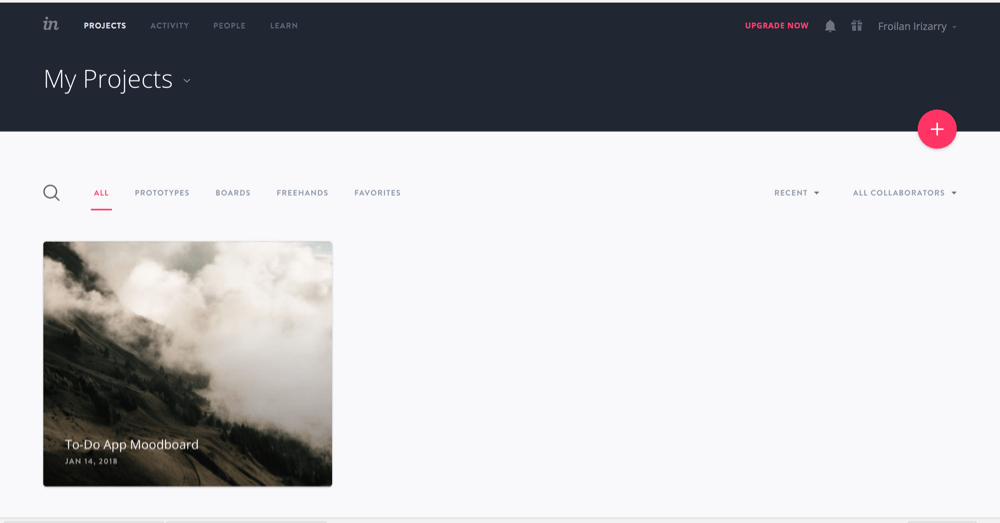 in
PROJECTS
ACTIVITY
PEOPLE
LEARN
UPGRADE NOW
Froilan Irizarry
My Projects
ALL
PROTOTYPES
BOARDS
FREEHANDS
FAVORITES
RECENT
ALL COLLABORATORS
To-Do App Moodboard
JAN 14, 2018